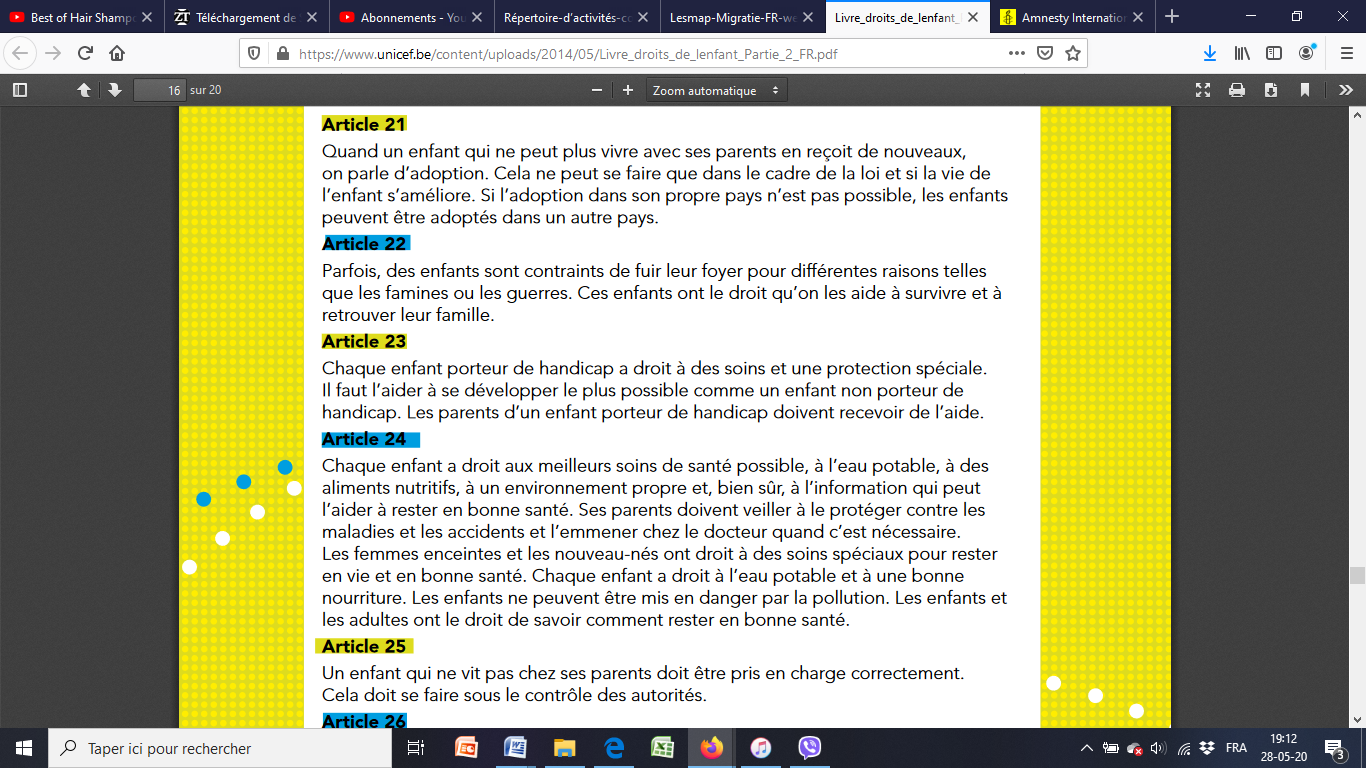 Best of Hair Shampo
Téléchargement de
Abonnements - You
Répertoire-d'activités-c
Lesmap-Migratie-FR-we
Livre_droits_de_lenfant_
Amnesty Internation
https://www.unicef.be/content/uploads/2014/05/Livre_droits_de_lenfant_Partie_2_FR.pdf
16 sur 20
Zoom automatique
Article 21
Quand un enfant qui ne peut plus vivre avec ses parents en reçoit de nouveaux,
on parle d'adoption. Cela ne peut se faire que dans le cadre de la loi et si la vie de
l'enfant s'améliore. Si l'adoption dans son propre pays n'est pas possible, les enfants
peuvent être adoptés dans un autre pays.
Article 22
Parfois, des enfants sont contraints de fuir leur foyer pour différentes raisons telles
que les famines ou les guerres. Ces enfants ont le droit qu'on les aide à survivre et à
retrouver leur famille.
Article 23
Chaque enfant porteur de handicap a droit à des soins et une protection spéciale.
Il faut l'aider à se développer le plus possible comme un enfant non porteur de
handicap. Les parents d'un enfant porteur de handicap doivent recevoir de l'aide.
Article 24
Chaque enfant a droit aux meilleurs soins de santé possible, à l'eau potable, à des
aliments nutritifs, à un environnement propre et, bien sûr, à l'information qui peut
l'aider à rester en bonne santé. Ses parents doivent veiller à le protéger contre les
maladies et les accidents et l'emmener chez le docteur quand c'est nécessaire.
Les femmes enceintes et les nouveau-nés ont droit à des soins spéciaux pour rester
en vie et en bonne santé. Chaque enfant a droit à l'eau potable et à une bonne
nourriture. Les enfants ne peuvent être mis en danger par la pollution. Les enfants et
les adultes ont le droit de savoir comment rester en bonne santé.
Article 25
Un enfant qui ne vit pas chez ses parents doit être pris en charge correctement.
Cela doit se faire sous le contrôle des autorités.
Article 26
Taper ici pour rechercher
FRA
19:12
28-05-20
3